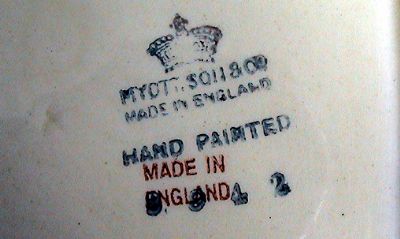 MYOTT, SON & Co
MADE IN ENGLAND
HAND PAINTED
MADE IN
ENGLAND